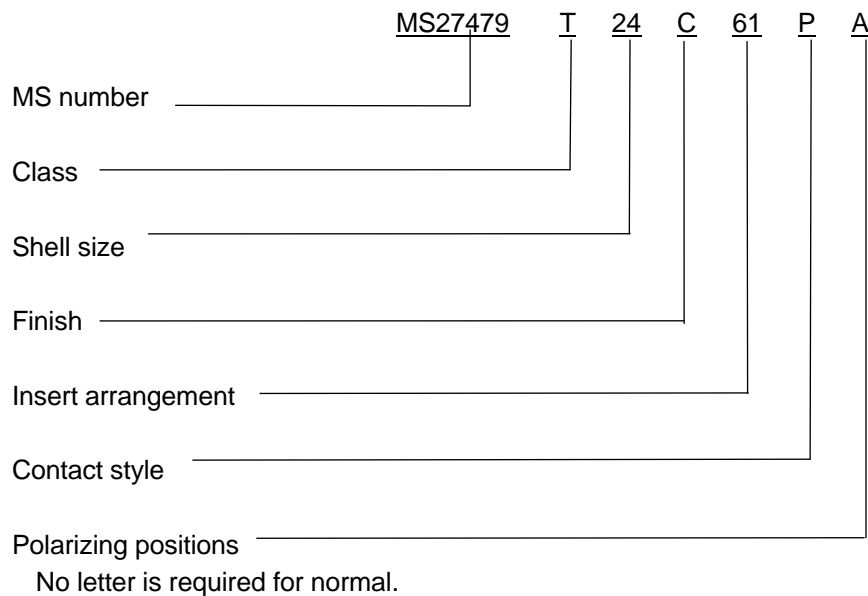 MS27479 T 24 C 61 P A
MS number
Class
Shell size
Finish
Insert arrangement
Contact style
Polarizing positions
No letter is required for normal.